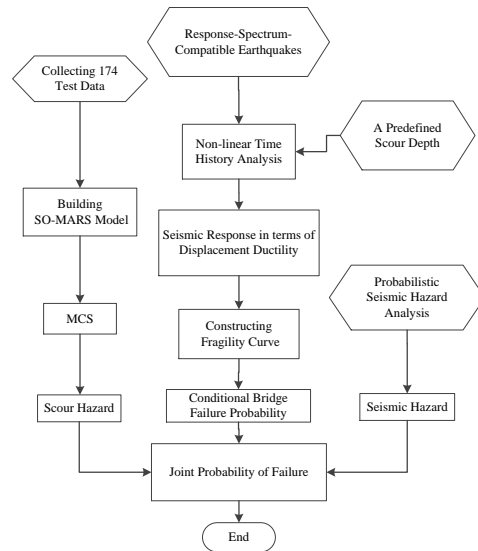 Response-Spectrum-
Compatible Earthquakes
Collecting 174
Test Data
Non-linear Time
History Analysis
A Predefined
Scour Depth
Building
SO-MARS Model
Seismic Response in terms of
Displacement Ductility
Probabilistic
Seismic Hazard
Analysis
MCS
Constructing
Fragility Curve
Scour Hazard
Conditional Bridge
Failure Probability
Seismic Hazard
Joint Probability of Failure
End